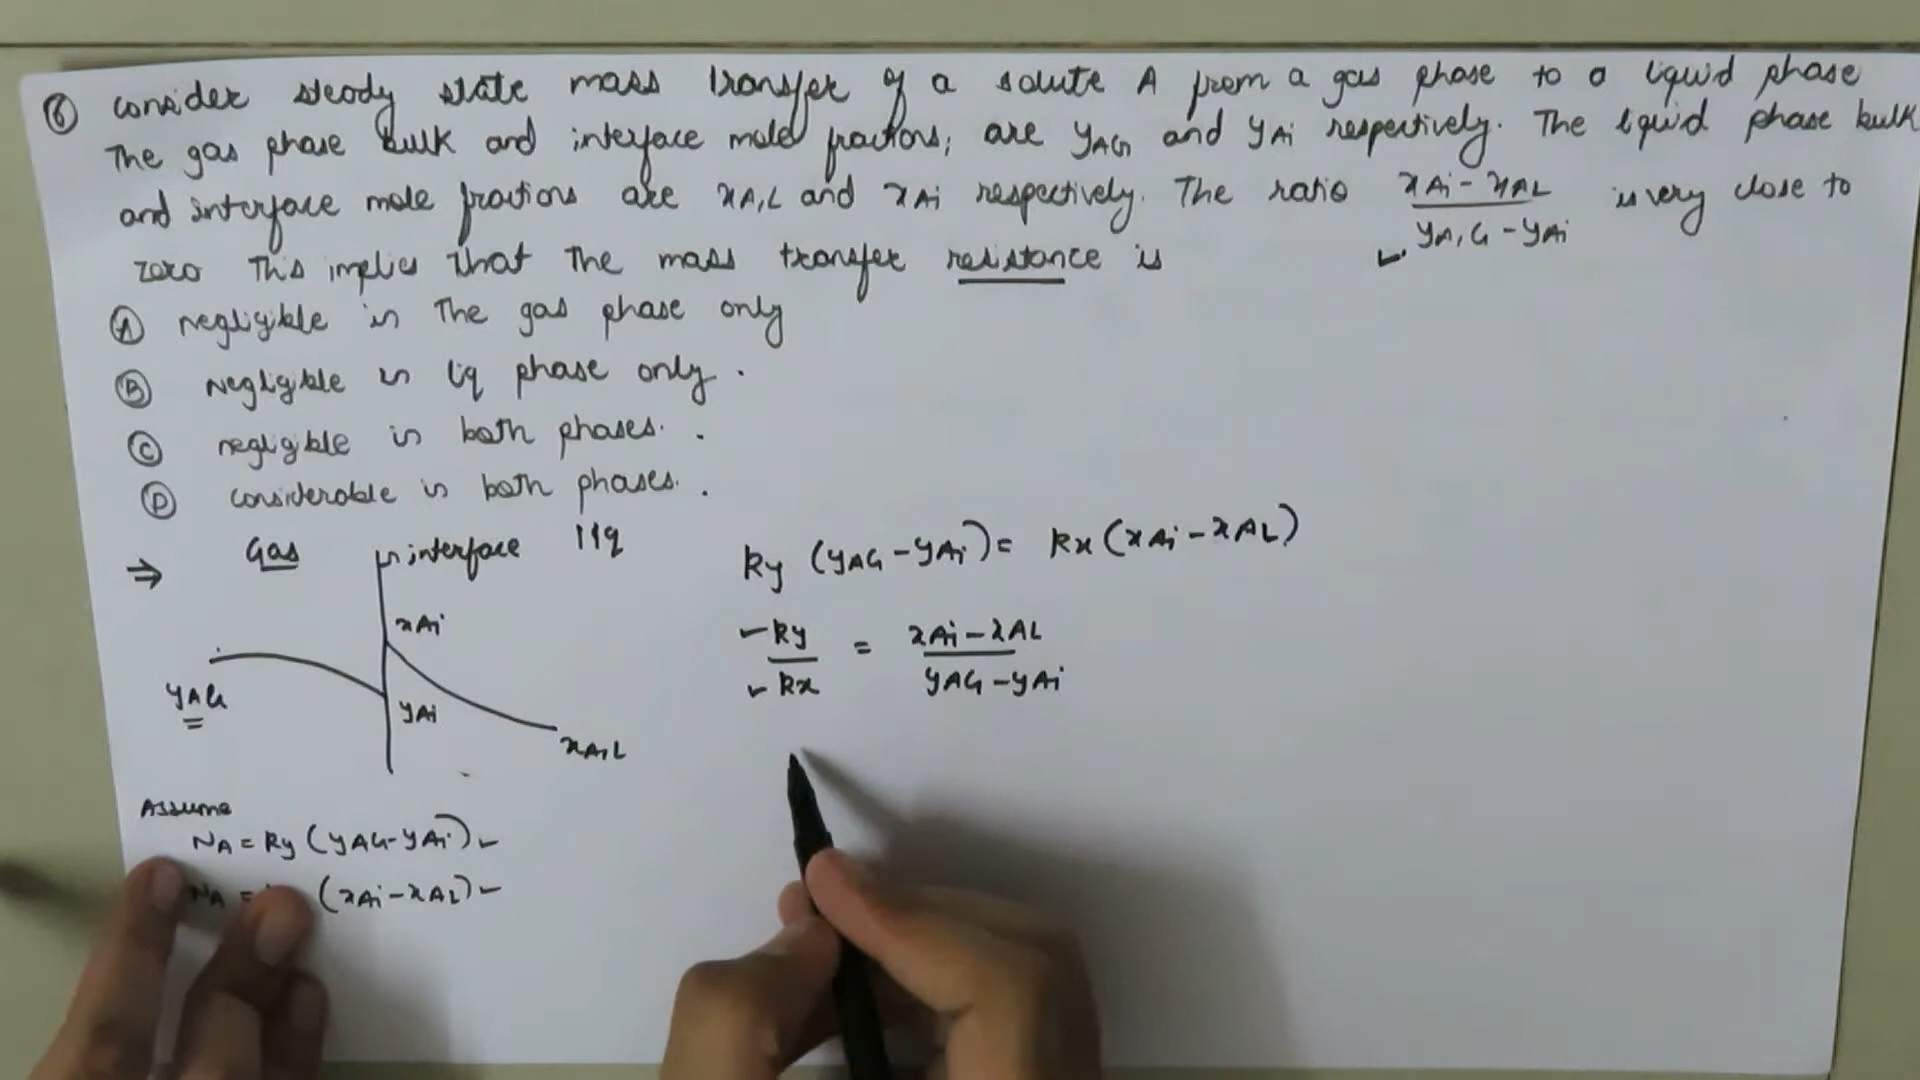 ⑥ consider steady state mass transfer of a solute A from a gas phase to a liquid phase
The gas phase bulk and interface mole fractions, are yAG and yAi respectively. The liquid phase bulk
and interface mole fractions are xA,L and xAi respectively. The ratio xAi - xAL / yA,G - yAi is very close to
zero This implies that the mass transfer resistance is
Ⓐ negligible in the gas phase only
Ⓑ Negligible in liq phase only.
Ⓒ negligible in both phases.
Ⓓ considerable in both phases.
⇒ Gas interface liq
xAi
yAG
yAi
xA,L
Assume
NA = ky (yAG - yAi)
NA = (xAi - xAL)
ky (yAG - yAi) = kx (xAi - xAL)
ky / kx = xAi - xAL / yAG - yAi